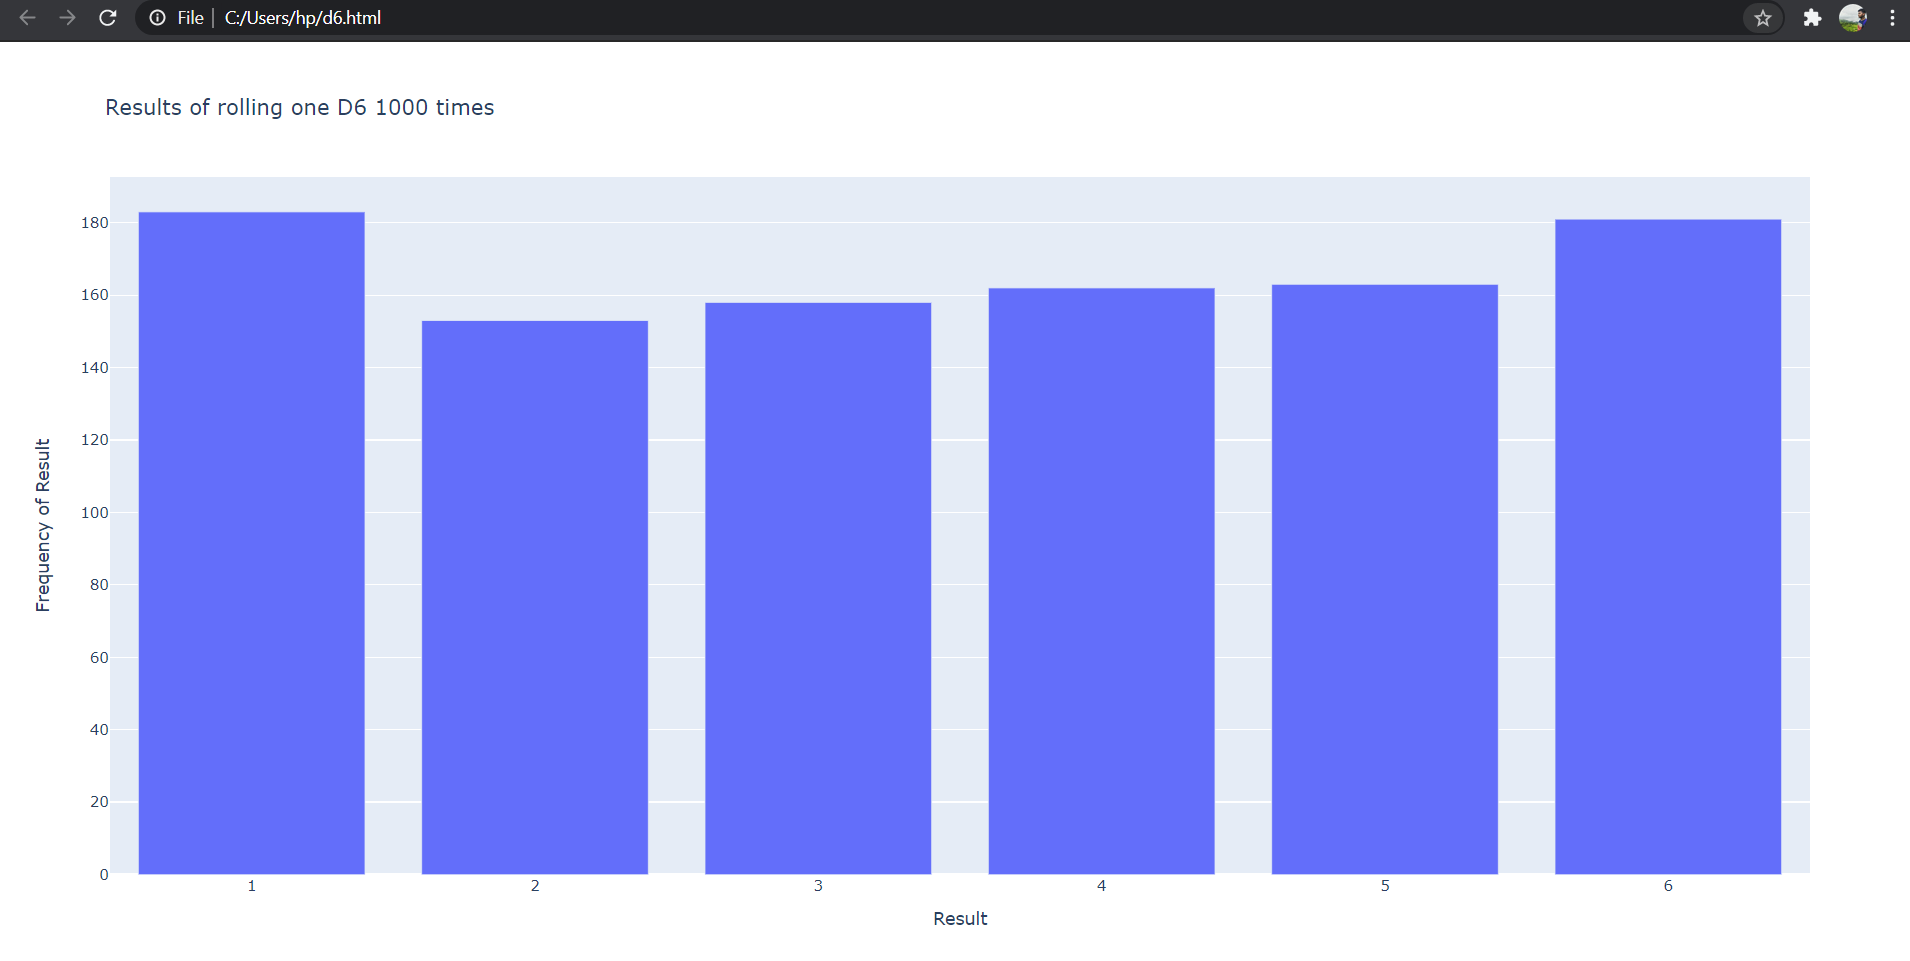 File C:/Users/hp/d6.html
Results of rolling one D6 1000 times
Frequency of Result
180
160
140
120
100
80
60
40
20
0
1 2 3 4 5 6
Result